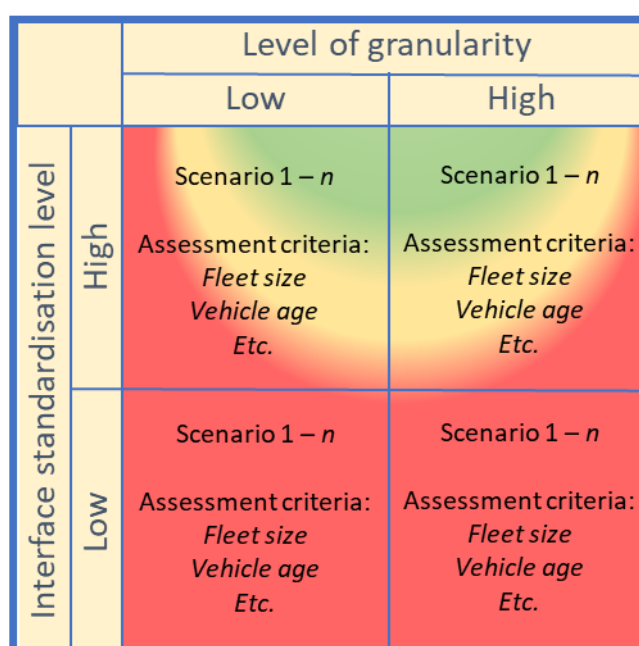 Level of granularity
Low High
Interface standardisation level
High
Scenario 1 – n
Assessment criteria:
Fleet size
Vehicle age
Etc.
Scenario 1 – n
Assessment criteria:
Fleet size
Vehicle age
Etc.
Low
Scenario 1 – n
Assessment criteria:
Fleet size
Vehicle age
Etc.
Scenario 1 – n
Assessment criteria:
Fleet size
Vehicle age
Etc.